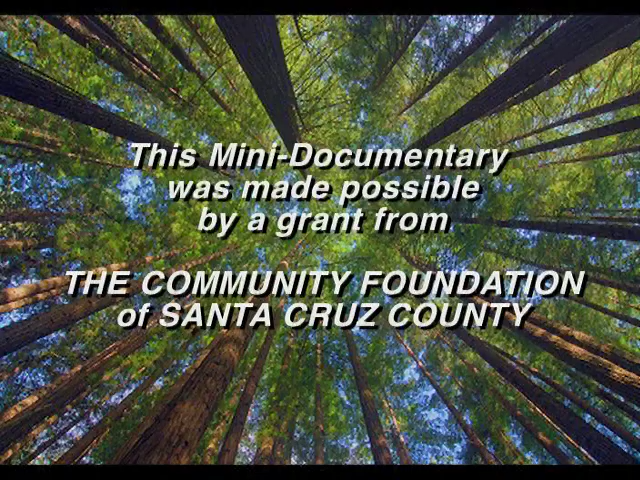 This Mini-Documentary
was made possible
by a grant from
THE COMMUNITY FOUNDATION
of SANTA CRUZ COUNTY